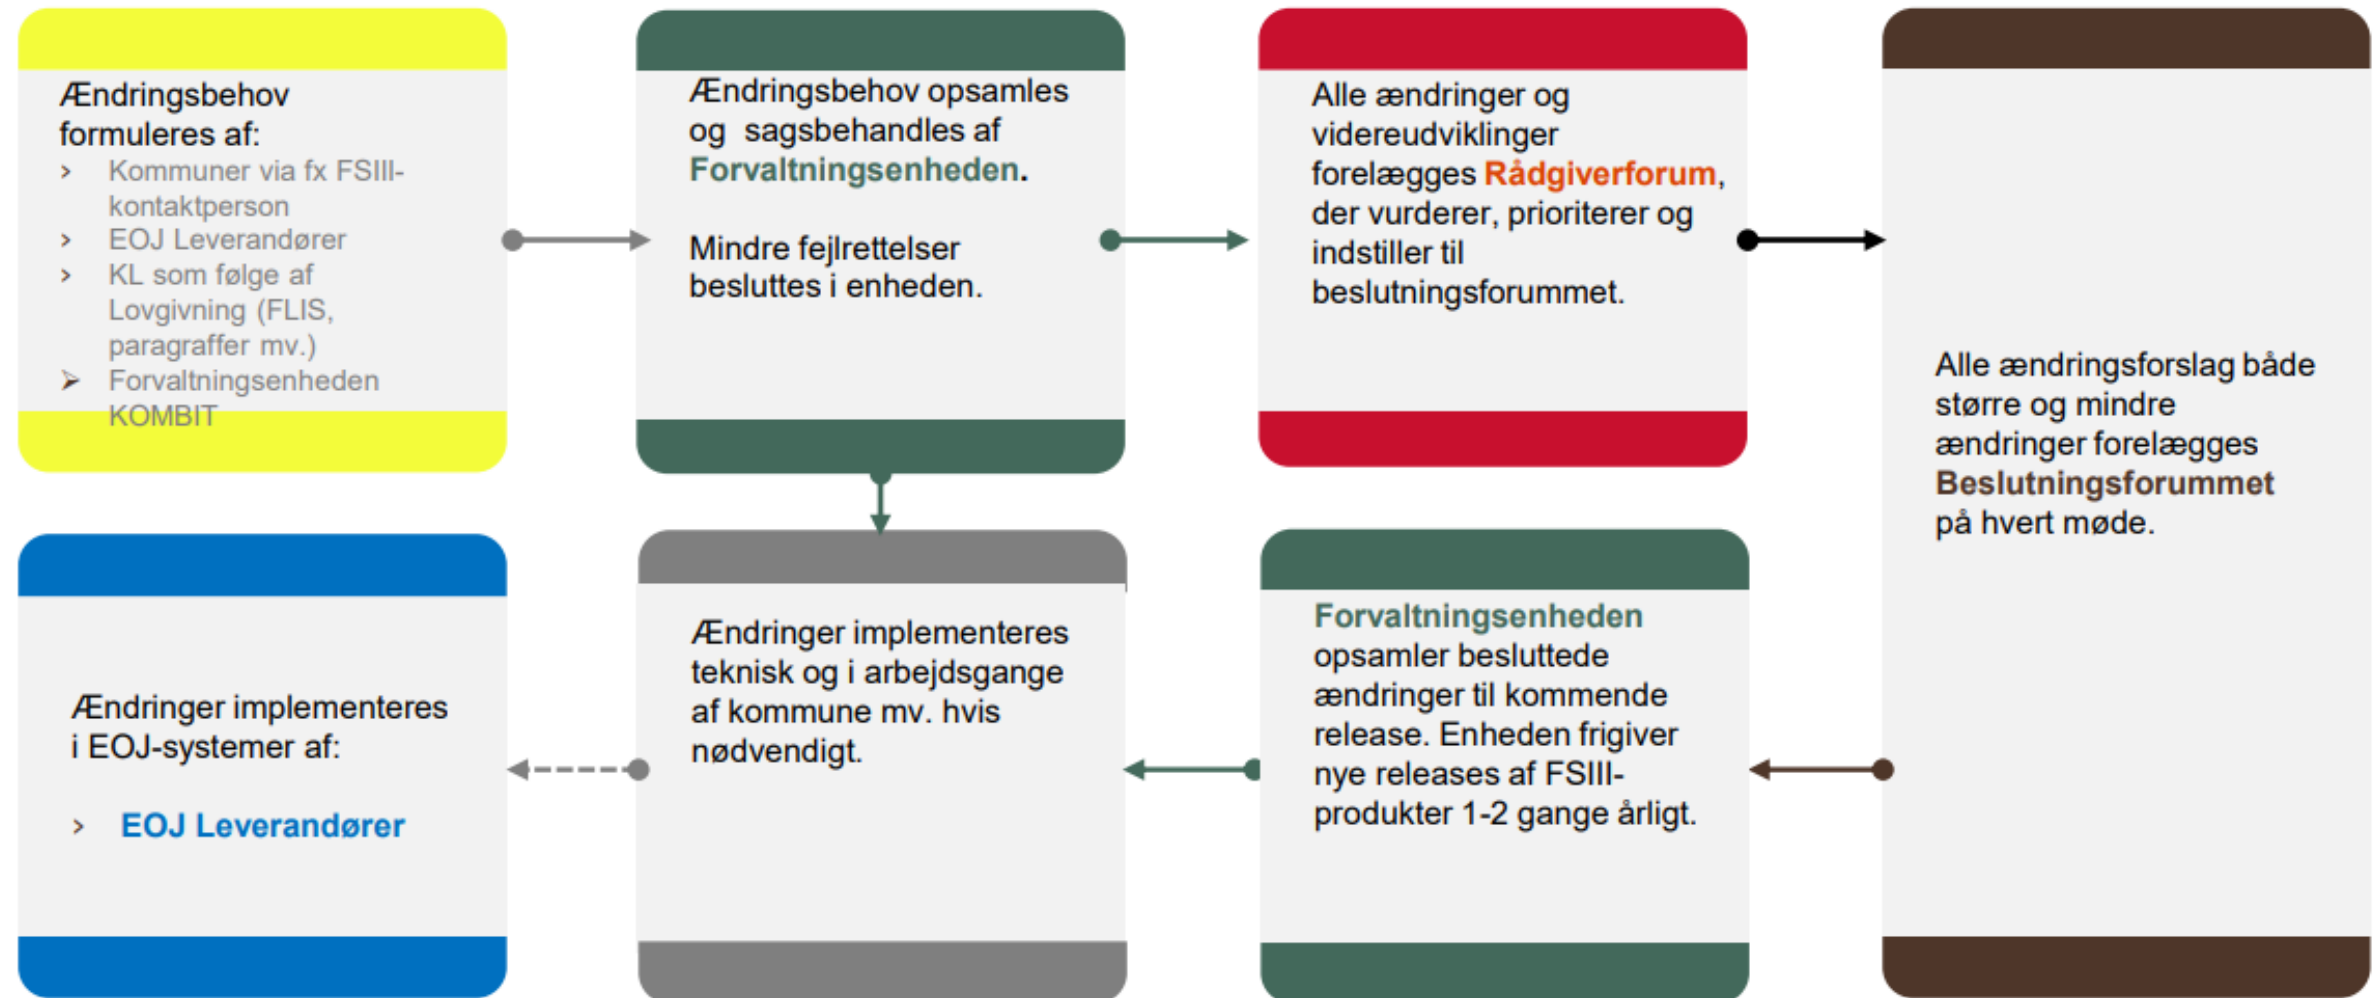 Ændringsbehov
formuleres af:
› Kommuner via fx FSIII-
kontaktperson
› EOJ Leverandører
› KL som følge af
Lovgivning (FLIS,
paragraffer mv.)
➢ Forvaltningsenheden
KOMBIT
Ændringsbehov opsamles
og sagsbehandles af
Forvaltningsenheden.
Mindre fejlrettelser
besluttes i enheden.
Alle ændringer og
videreudviklinger
forelægges Rådgiverforum,
der vurderer, prioriterer og
indstiller til
beslutningsforummet.
Alle ændringsforslag både
større og mindre
ændringer forelægges
Beslutningsforummet
på hvert møde.
Forvaltningsenheden
opsamler besluttede
ændringer til kommende
release. Enheden frigiver
nye releases af FSIII-
produkter 1-2 gange årligt.
Ændringer implementeres
teknisk og i arbejdsgange
af kommune mv. hvis
nødvendigt.
Ændringer implementeres
i EOJ-systemer af:
› EOJ Leverandører